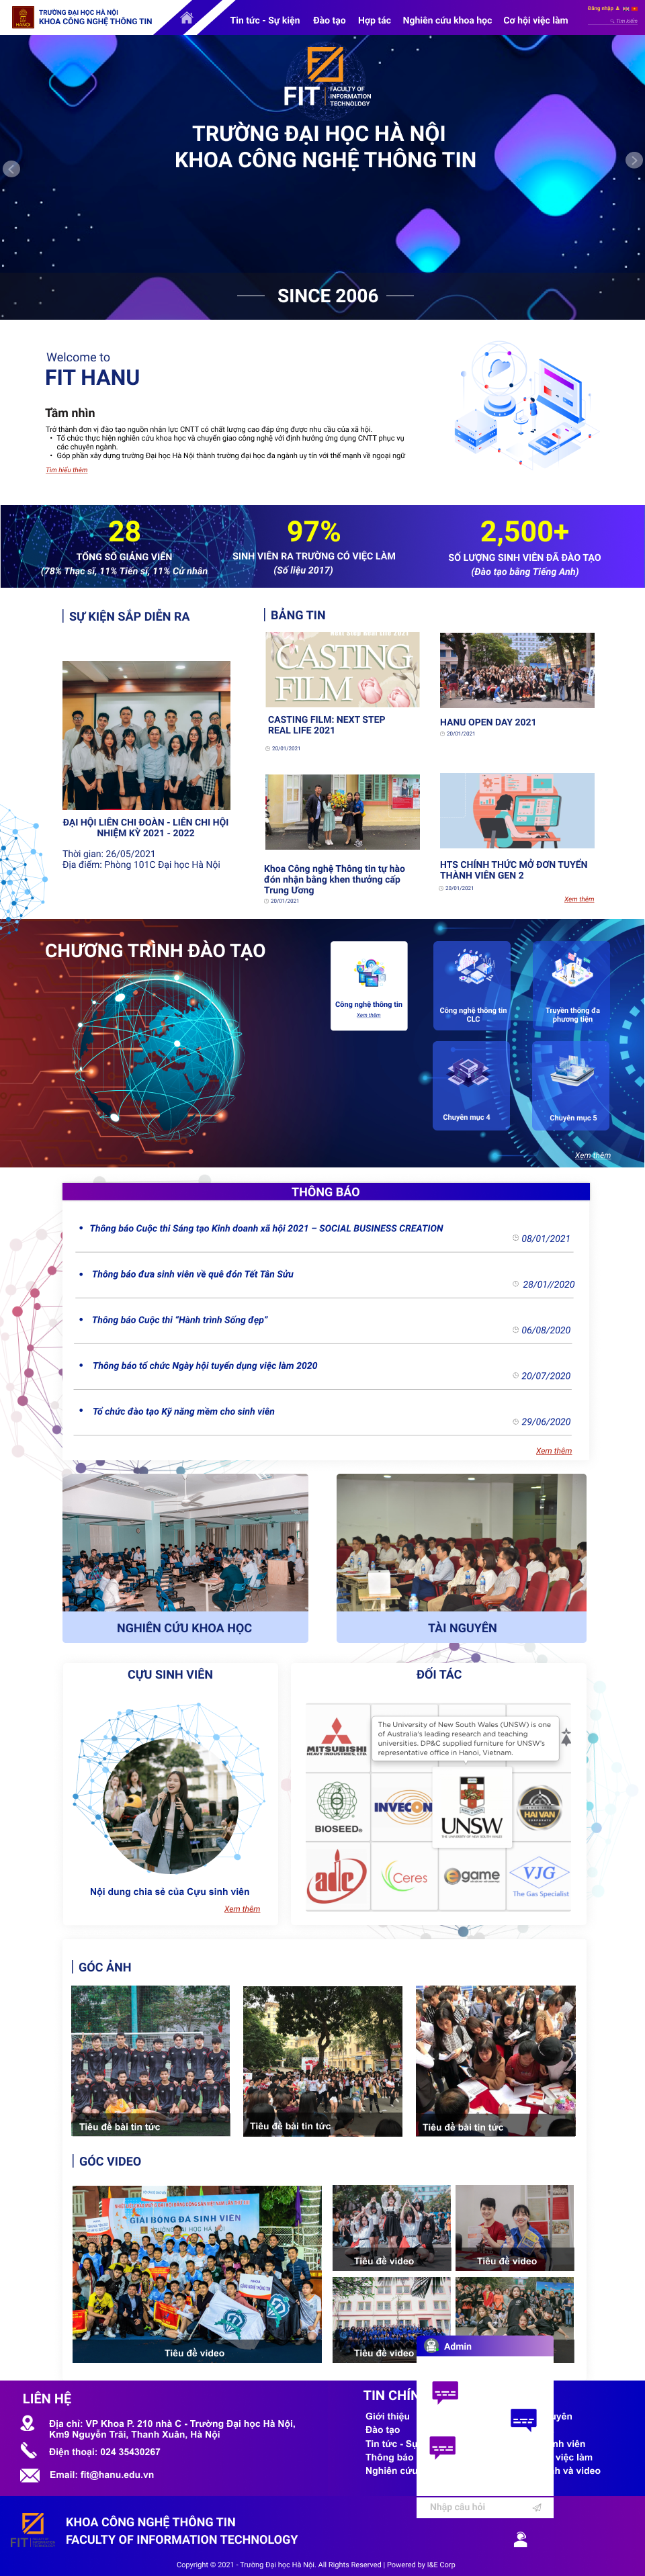 TRƯỜNG ĐẠI HỌC HÀ NỘI
KHOA CÔNG NGHỆ THÔNG TIN
Tin tức - Sự kiện
Đào tạo
Hợp tác
Nghiên cứu khoa học
Cơ hội việc làm
Đăng nhập
Tìm kiếm
FIT
FACULTY OF
INFORMATION
TECHNOLOGY
TRƯỜNG ĐẠI HỌC HÀ NỘI
KHOA CÔNG NGHỆ THÔNG TIN
SINCE 2006
Welcome to
FIT HANU
Tầm nhìn
Trở thành đơn vị đào tạo nguồn nhân lực CNTT có chất lượng cao đáp ứng được nhu cầu của xã hội.
• Tổ chức thực hiện nghiên cứu khoa học và chuyển giao công nghệ với định hướng ứng dụng CNTT phục vụ
các chuyên ngành.
• Góp phần xây dựng trường Đại học Hà Nội thành trường đại học đa ngành uy tín với thế mạnh về ngoại ngữ
Tìm hiểu thêm
28
TỔNG SỐ GIẢNG VIÊN
(78% Thạc sĩ, 11% Tiến sĩ, 11% Cử nhân
97%
SINH VIÊN RA TRƯỜNG CÓ VIỆC LÀM
(Số liệu 2017)
2,500+
SỐ LƯỢNG SINH VIÊN ĐÃ ĐÀO TẠO
(Đào tạo bằng Tiếng Anh)
SỰ KIỆN SẮP DIỄN RA
ĐẠI HỘI LIÊN CHI ĐOÀN - LIÊN CHI HỘI
NHIỆM KỲ 2021 - 2022
Thời gian: 26/05/2021
Địa điểm: Phòng 101C Đại học Hà Nội
BẢNG TIN
CASTING
FILM
CASTING FILM: NEXT STEP
REAL LIFE 2021
20/01/2021
HANU OPEN DAY 2021
20/01/2021
Khoa Công nghệ Thông tin tự hào
đón nhận bằng khen thưởng cấp
Trung Ương
20/01/2021
HTS CHÍNH THỨC MỞ ĐƠN TUYỂN
THÀNH VIÊN GEN 2
20/01/2021
Xem thêm
CHƯƠNG TRÌNH ĐÀO TẠO
Công nghệ thông tin
Xem thêm
Công nghệ thông tin
CLC
Truyền thông đa
phương tiện
Chuyên mục 4
Chuyên mục 5
Xem thêm
THÔNG BÁO
• Thông báo Cuộc thi Sáng tạo Kinh doanh xã hội 2021 – SOCIAL BUSINESS CREATION
08/01/2021
• Thông báo đưa sinh viên về quê đón Tết Tân Sửu
28/01//2020
• Thông báo Cuộc thi “Hành trình Sống đẹp”
06/08/2020
• Thông báo tổ chức Ngày hội tuyển dụng việc làm 2020
20/07/2020
• Tổ chức đào tạo Kỹ năng mềm cho sinh viên
29/06/2020
Xem thêm
NGHIÊN CỨU KHOA HỌC
TÀI NGUYÊN
CỰU SINH VIÊN
Nội dung chia sẻ của Cựu sinh viên
Xem thêm
ĐỐI TÁC
MITSUBISHI
HEAVY INDUSTRIES, LTD.
The University of New South Wales (UNSW) is one
of Australia's leading research and teaching
universities. DP&C supplied furniture for UNSW's
representative office in Hanoi, Vietnam.
BIOSEED
INVECON
UNSW
THE UNIVERSITY OF NEW SOUTH WALES
HAI VAN
adc
Ceres
egame
VJG
The Gas Specialist
GÓC ẢNH
Tiêu đề bài tin tức
Tiêu đề bài tin tức
Tiêu đề bài tin tức
GÓC VIDEO
GIẢI BÓNG ĐÁ SINH VIÊN
Tiêu đề video
Tiêu đề video
Tiêu đề video
Tiêu đề video
Admin
Nhập câu hỏi
LIÊN HỆ
Địa chỉ: VP Khoa P. 210 nhà C - Trường Đại học Hà Nội,
Km9 Nguyễn Trãi, Thanh Xuân, Hà Nội
Điện thoại: 024 35430267
Email: fit@hanu.edu.vn
TIN CHÍN
Giới thiệu
Đào tạo
Tin tức - Sự
Thông báo
Nghiên cứu
uyên
nh viên
việc làm
h và video
FIT
KHOA CÔNG NGHỆ THÔNG TIN
FACULTY OF INFORMATION TECHNOLOGY
Copyright © 2021 - Trường Đại học Hà Nội. All Rights Reserved | Powered by I&E Corp